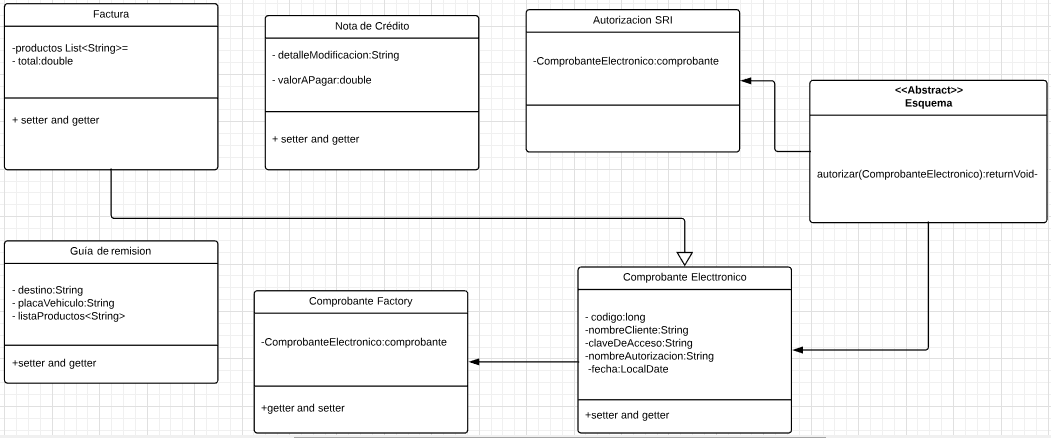 Factura
-productos List<String>=
- total:double
+ setter and getter
Nota de Crédito
- detalleModificacion:String
- valorAPagar:double
+ setter and getter
Autorizacion SRI
-ComprobanteElectronico:comprobante
<<Abstract>>
Esquema
autorizar(ComprobanteElectronico):returnVoid-
Guía de remision
- destino:String
- placaVehiculo:String
- listaProductos<String>
+setter and getter
Comprobante Factory
-ComprobanteElectronico:comprobante
+getter and setter
Comprobante Electtronico
- codigo:long
-nombreCliente:String
-claveDeAcceso:String
-nombreAutorizacion:String
-fecha:LocalDate
+setter and getter